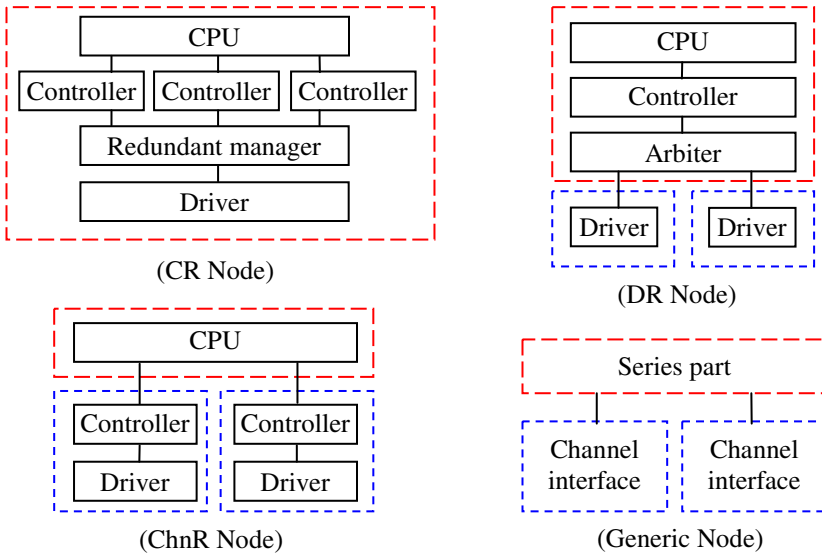 CPU
Controller
Controller
Controller
Redundant manager
Driver
(CR Node)
CPU
Controller
Arbiter
Driver
Driver
(DR Node)
CPU
Controller
Controller
Driver
Driver
(ChnR Node)
Series part
Channel
interface
Channel
interface
(Generic Node)